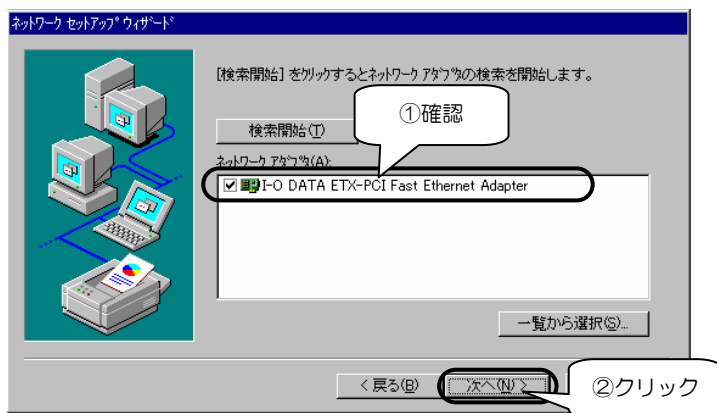 ネットワーク セットアップ ウィザード
[検索開始] をクリックするとネットワーク アダプタの検索を開始します。
①確認
検索開始(T)
ネットワーク アダプタ(A):
I-O DATA ETX-PCI Fast Ethernet Adapter
一覧から選択(S)...
< 戻る(B)
次へ(N) >
②クリック